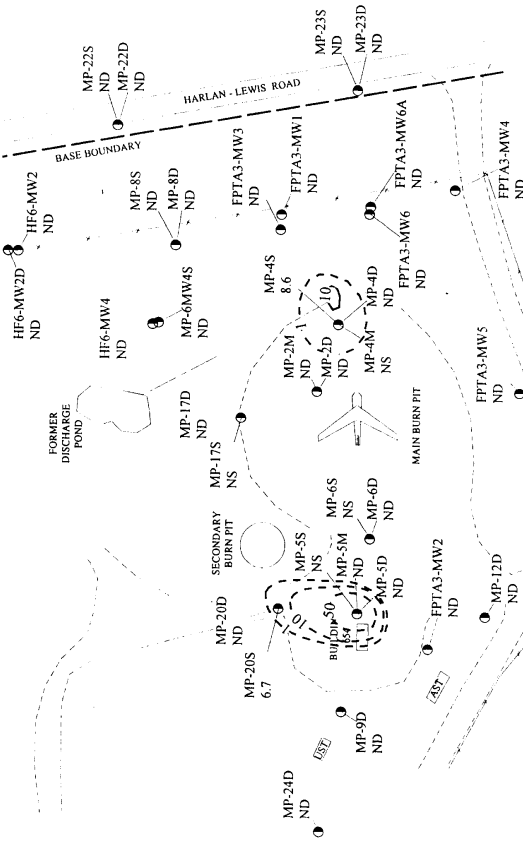 MP-22S
ND
MP-22D
ND
MP-23S
ND
MP-23D
ND
HARLAN - LEWIS ROAD
BASE BOUNDARY
HF6-MW2D
ND
HF6-MW2
ND
MP-8S
ND
MP-8D
ND
FPTA3-MW3
ND
FPTA3-MW1
ND
FPTA3-MW6A
ND
FPTA3-MW4
ND
FPTA3-MW6
ND
HF6-MW4
ND
MP-6MW4S
ND
MP-4S
8.6
10
1
MP-4D
ND
MP-4M
NS
MP-2M
ND
MP-2D
ND
FPTA3-MW5
ND
FORMER
DISCHARGE
POND
MP-17D
ND
MP-17S
NS
MAIN BURN PIT
SECONDARY
BURN PIT
MP-6S
NS
MP-6D
ND
MP-5S
NS
MP-5M
ND
MP-5D
ND
MP-20D
ND
MP-20S
6.7
1
10
50
BUILDING
654
FPTA3-MW2
ND
MP-12D
ND
AST
UST
MP-9D
ND
MP-24D
ND